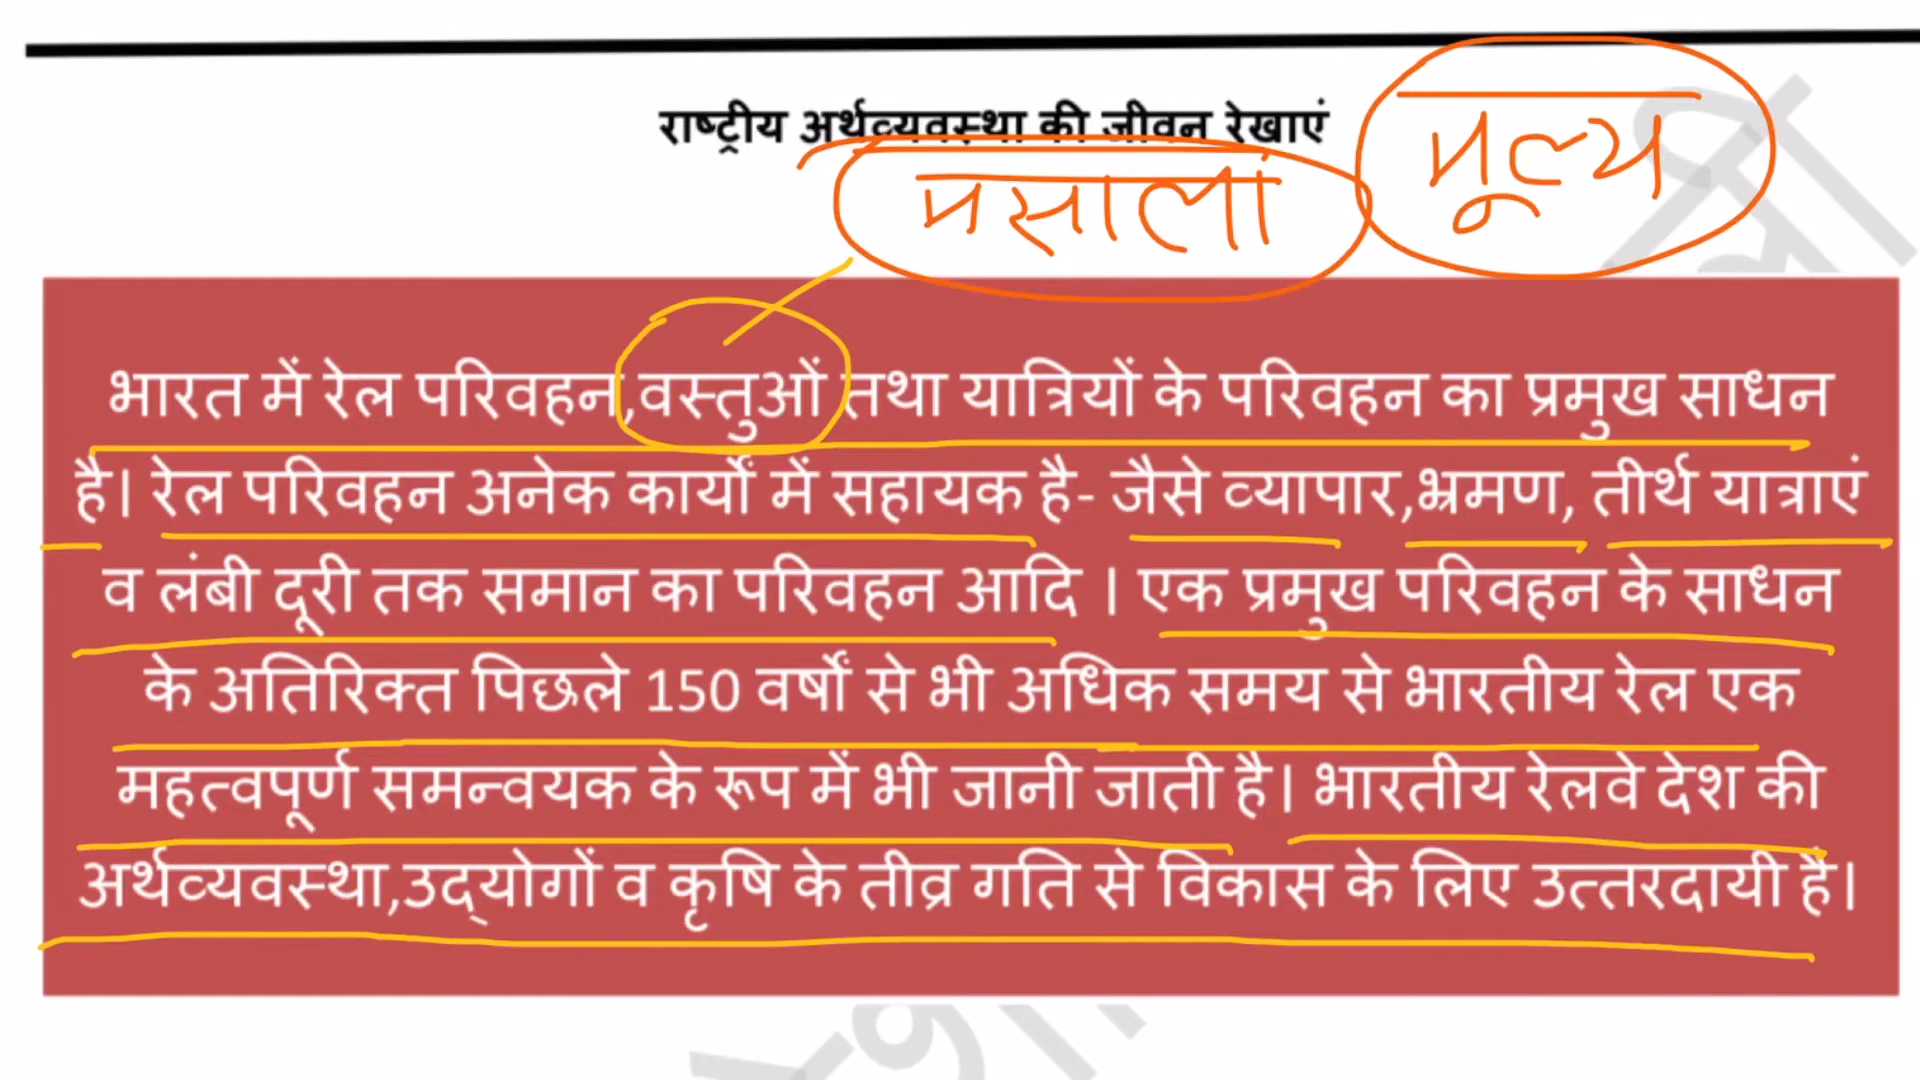 राष्ट्रीय अर्थव्यवस्था की जीवन रेखाएं
मूल्य
मसाला
भारत में रेल परिवहन,वस्तुओं तथा यात्रियों के परिवहन का प्रमुख साधन
है। रेल परिवहन अनेक कार्यों में सहायक है- जैसे व्यापार,भ्रमण, तीर्थ यात्राएं
व लंबी दूरी तक समान का परिवहन आदि । एक प्रमुख परिवहन के साधन
के अतिरिक्त पिछले 150 वर्षों से भी अधिक समय से भारतीय रेल एक
महत्वपूर्ण समन्वयक के रूप में भी जानी जाती है। भारतीय रेलवे देश की
अर्थव्यवस्था,उद्योगों व कृषि के तीव्र गति से विकास के लिए उत्तरदायी है।